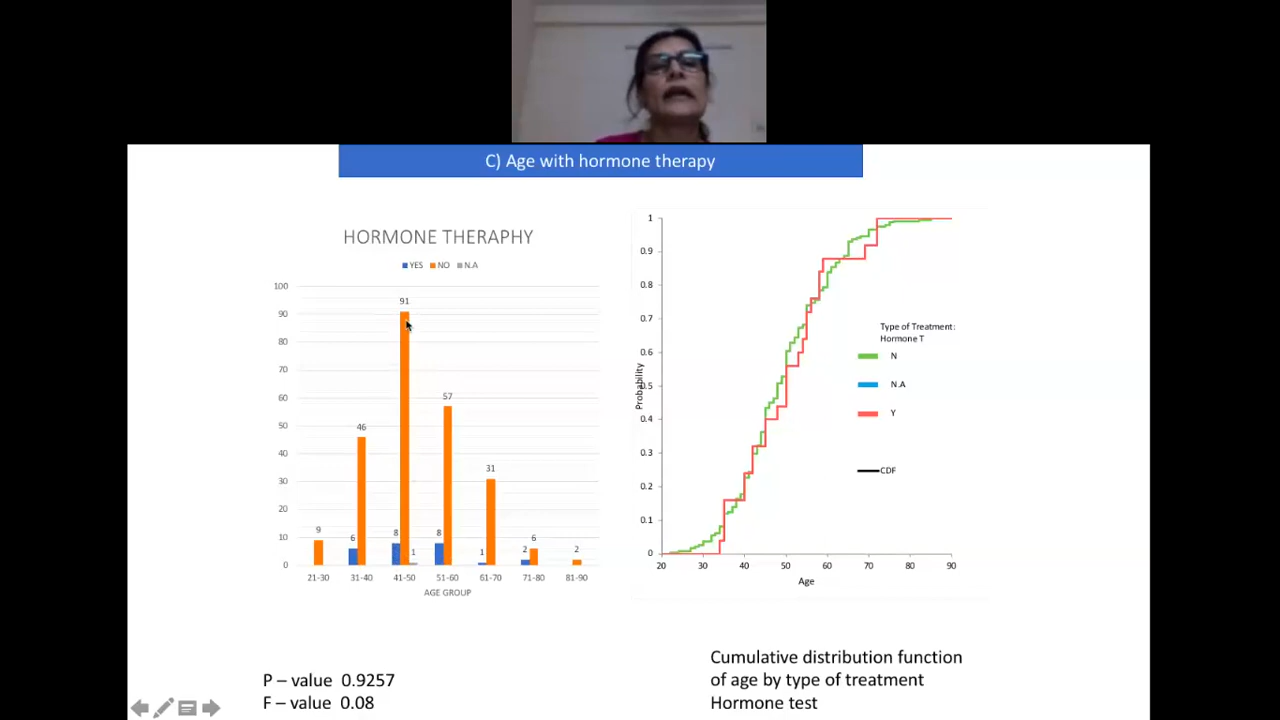 C) Age with hormone therapy
HORMONE THERAPHY
YES NO N.A
100
90
80
70
60
50
40
30
20
10
0
9
46
6
91
8
1
57
8
31
1
2
6
2
21-30 31-40 41-50 51-60 61-70 71-80 81-90
AGE GROUP
P – value 0.9257
F – value 0.08
1
0.9
0.8
0.7
0.6
0.5
0.4
0.3
0.2
0.1
0
Probability
20 30 40 50 60 70 80 90
Age
Type of Treatment:
Hormone T
N
N.A
Y
CDF
Cumulative distribution function
of age by type of treatment
Hormone test